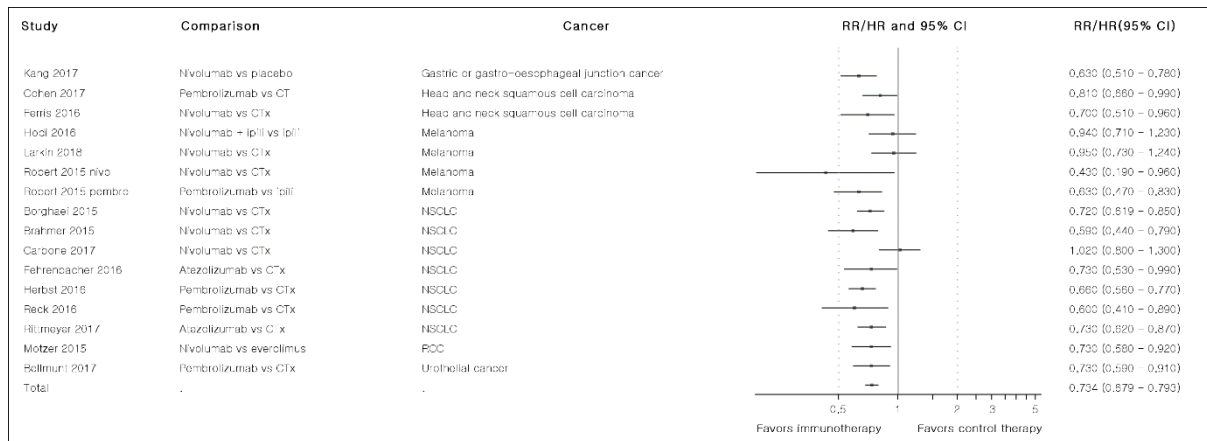 Study Comparison Cancer RR/HR and 95% CI RR/HR(95% CI)
Kang 2017 Nivolumab vs placebo Gastric or gastro-oesophageal junction cancer 0.630 (0.510 - 0.780)
Cohen 2017 Pembrolizumab vs CT Head and neck squamous cell carcinoma 0.810 (0.660 - 0.990)
Ferris 2016 Nivolumab vs CTx Head and neck squamous cell carcinoma 0.700 (0.510 - 0.960)
Hodi 2016 Nivolumab + ipili vs ipili Melanoma 0.940 (0.710 - 1.230)
Larkin 2018 Nivolumab vs CTx Melanoma 0.950 (0.730 - 1.240)
Robert 2015 nivo Nivolumab vs CTx Melanoma 0.430 (0.190 - 0.960)
Robert 2015 pembro Pembrolizumab vs ipili Melanoma 0.630 (0.470 - 0.830)
Borghaei 2015 Nivolumab vs CTx NSCLC 0.720 (0.619 - 0.850)
Brahmer 2015 Nivolumab vs CTx NSCLC 0.590 (0.440 - 0.790)
Carbone 2017 Nivolumab vs CTx NSCLC 1.020 (0.800 - 1.300)
Fehrenbacher 2016 Atezolizumab vs CTx NSCLC 0.730 (0.530 - 0.990)
Herbst 2016 Pembrolizumab vs CTx NSCLC 0.660 (0.560 - 0.770)
Reck 2016 Pembrolizumab vs CTx NSCLC 0.600 (0.410 - 0.890)
Rittmeyer 2017 Atezolizumab vs CTx NSCLC 0.730 (0.620 - 0.870)
Motzer 2015 Nivolumab vs everolimus RCC 0.730 (0.580 - 0.920)
Bellmunt 2017 Pembrolizumab vs CTx Urothelial cancer 0.730 (0.590 - 0.910)
Total . . 0.734 (0.679 - 0.793)
0.5 1 2 3 5
Favors immunotherapy Favors control therapy